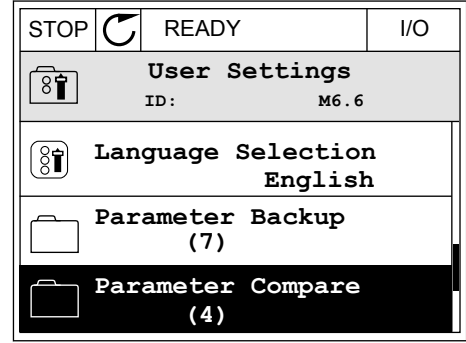 STOP READY I/O
User Settings
ID: M6.6
Language Selection
English
Parameter Backup
(7)
Parameter Compare
(4)